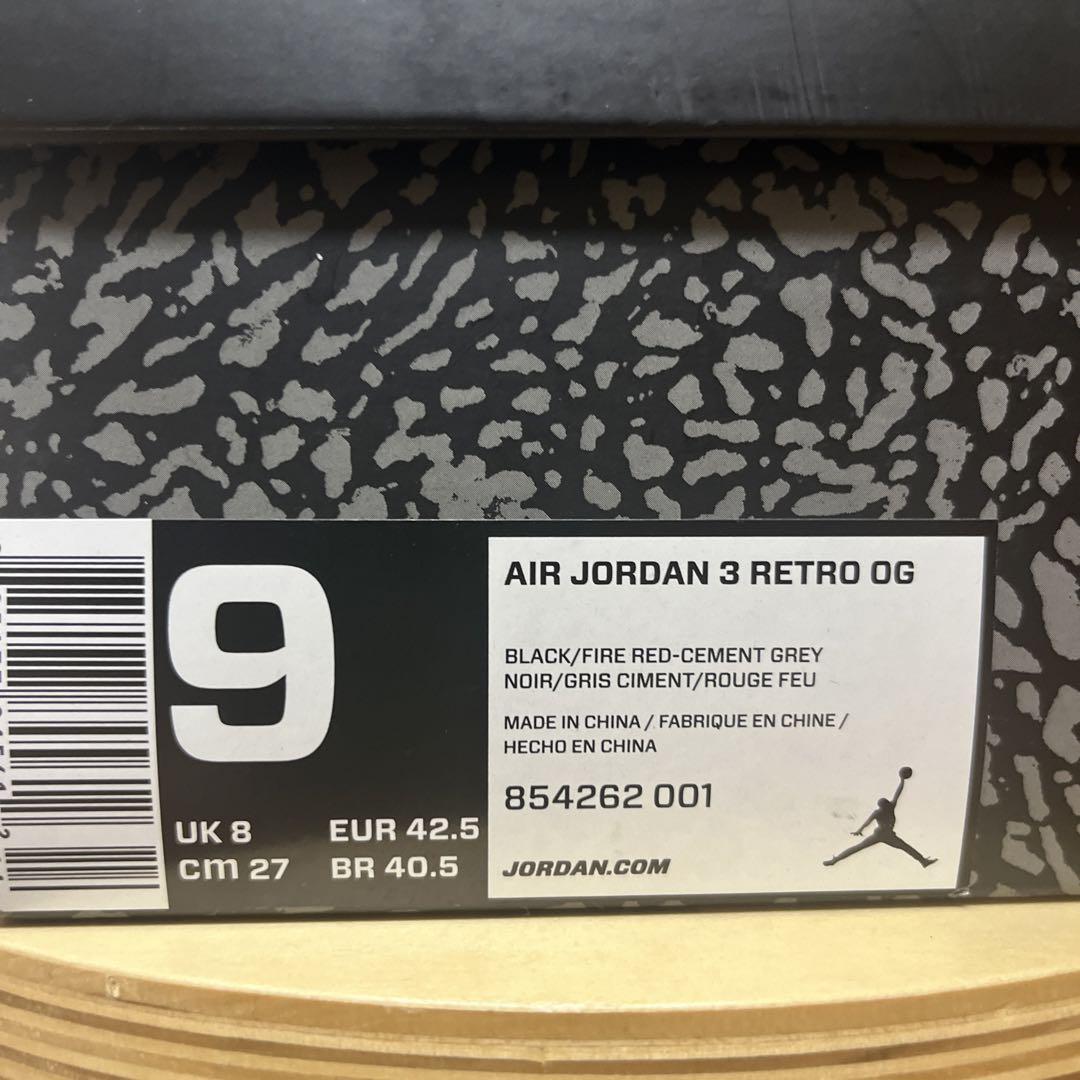 9
UK 8
EUR 42.5
cm 27
BR 40.5
AIR JORDAN 3 RETRO OG
BLACK/FIRE RED-CEMENT GREY
NOIR/GRIS CIMENT/ROUGE FEU
MADE IN CHINA / FABRIQUE EN CHINE /
HECHO EN CHINA
854262 001
JORDAN.COM